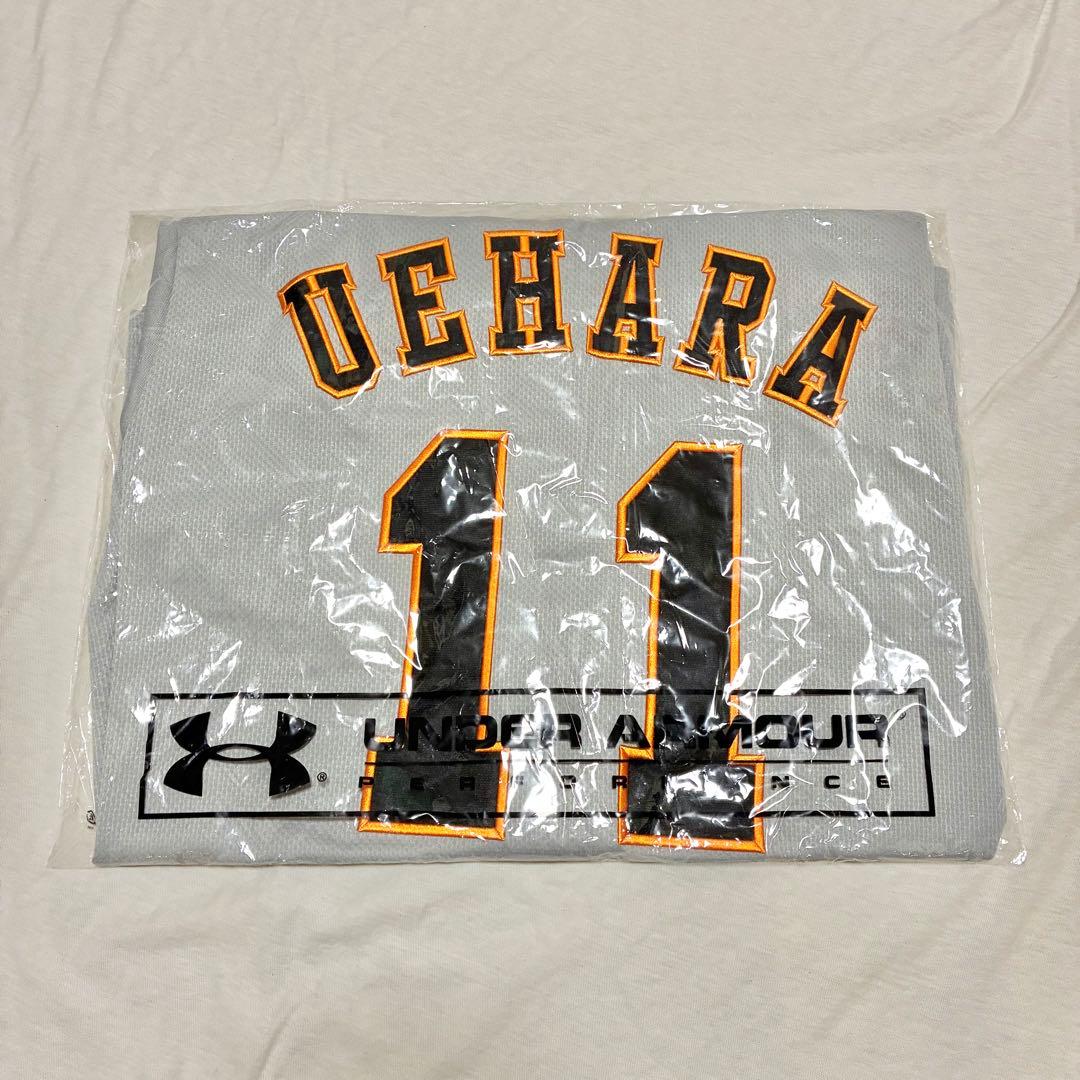 UEHARA
11
UNDER ARMOUR®
®
PERFORMANCE